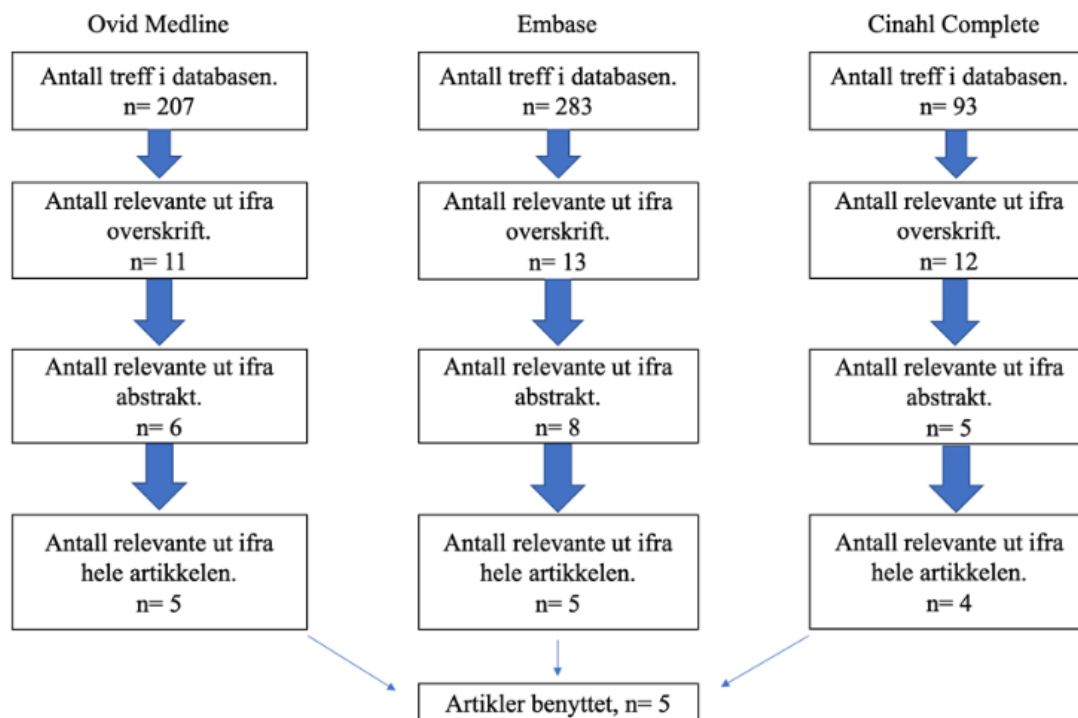 Ovid Medline
Antall treff i databasen.
n= 207
Antall relevante ut ifra
overskrift.
n= 11
Antall relevante ut ifra
abstrakt.
n= 6
Antall relevante ut ifra
hele artikkelen.
n= 5
Embase
Antall treff i databasen.
n= 283
Antall relevante ut ifra
overskrift.
n= 13
Antall relevante ut ifra
abstrakt.
n= 8
Antall relevante ut ifra
hele artikkelen.
n= 5
Cinahl Complete
Antall treff i databasen.
n= 93
Antall relevante ut ifra
overskrift.
n= 12
Antall relevante ut ifra
abstrakt.
n= 5
Antall relevante ut ifra
hele artikkelen.
n= 4
Artikler benyttet, n= 5